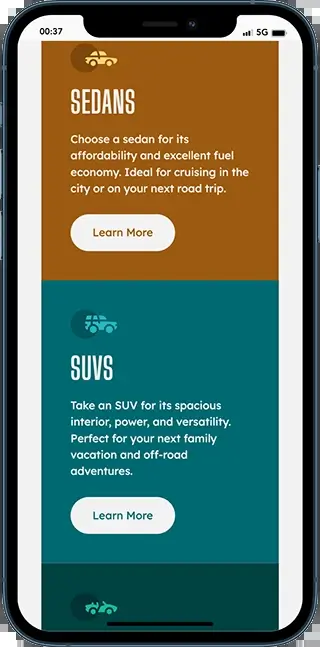 00:37
5G
SEDANS
Choose a sedan for its
affordability and excellent fuel
economy. Ideal for cruising in the
city or on your next road trip.
Learn More
SUVS
Take an SUV for its spacious
interior, power, and versatility.
Perfect for your next family
vacation and off-road
adventures.
Learn More